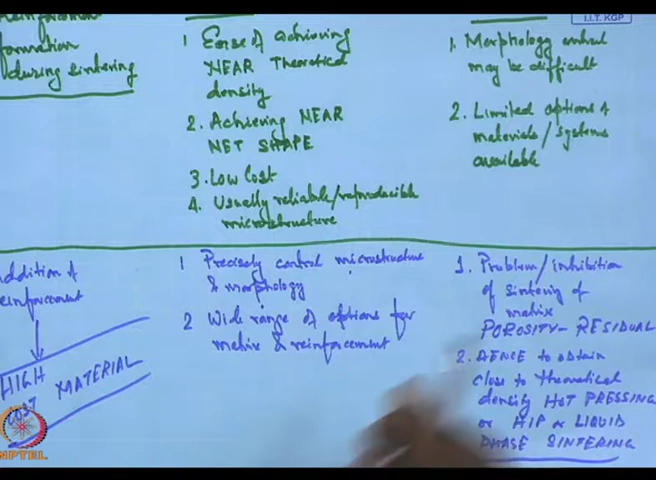 I.I.T. KGP
Reinforcement
formation
during sintering
1 Ease of achieving
NEAR Theoretical
density
2. Achieving NEAR
NET SHAPE
3. Low Cost
4. Usually reliable/reproducible
microstructure
1. Morphology control
may be difficult
2. Limited options of
materials/systems
available
addition of
reinforcement
HIGH
COST MATERIAL
1 Precisely control microstructure
& morphology
2 Wide range of options for
matrix & reinforcement
1. Problem/inhibition
of sintering of
matrix
POROSITY - RESIDUAL
2. HENCE to obtain
close to theoretical
density HOT PRESSING
or HIP or LIQUID
PHASE SINTERING
NPTEL